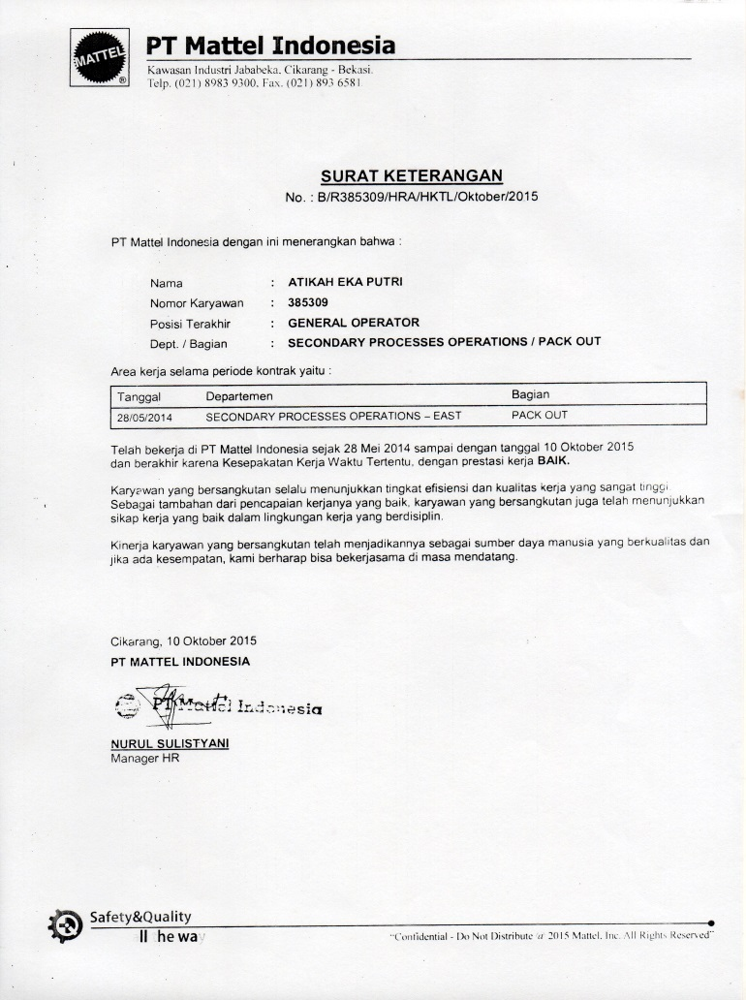 MATTEL ®
PT Mattel Indonesia
Kawasan Industri Jababeka, Cikarang - Bekasi.
Telp. (021) 8983 9300, Fax. (021) 893 6581
SURAT KETERANGAN
No. : B/R385309/HRA/HKTL/Oktober/2015
PT Mattel Indonesia dengan ini menerangkan bahwa :
Nama : ATIKAH EKA PUTRI
Nomor Karyawan : 385309
Posisi Terakhir : GENERAL OPERATOR
Dept. / Bagian : SECONDARY PROCESSES OPERATIONS / PACK OUT
Area kerja selama periode kontrak yaitu :
Tanggal Departemen Bagian
28/05/2014 SECONDARY PROCESSES OPERATIONS – EAST PACK OUT
Telah bekerja di PT Mattel Indonesia sejak 28 Mei 2014 sampai dengan tanggal 10 Oktober 2015
dan berakhir karena Kesepakatan Kerja Waktu Tertentu, dengan prestasi kerja BAIK.
Karyawan yang bersangkutan selalu menunjukkan tingkat efisiensi dan kualitas kerja yang sangat tinggi.
Sebagai tambahan dari pencapaian kerjanya yang baik, karyawan yang bersangkutan juga telah menunjukkan
sikap kerja yang baik dalam lingkungan kerja yang berdisiplin.
Kinerja karyawan yang bersangkutan telah menjadikannya sebagai sumber daya manusia yang berkualitas dan
jika ada kesempatan, kami berharap bisa bekerjasama di masa mendatang.
Cikarang, 10 Oktober 2015
PT MATTEL INDONESIA
PT Mattel Indonesia
NURUL SULISTYANI
Manager HR
Safety&Quality
ll he wa
"Confidential - Do Not Distribute @ 2015 Mattel, Inc. All Rights Reserved"